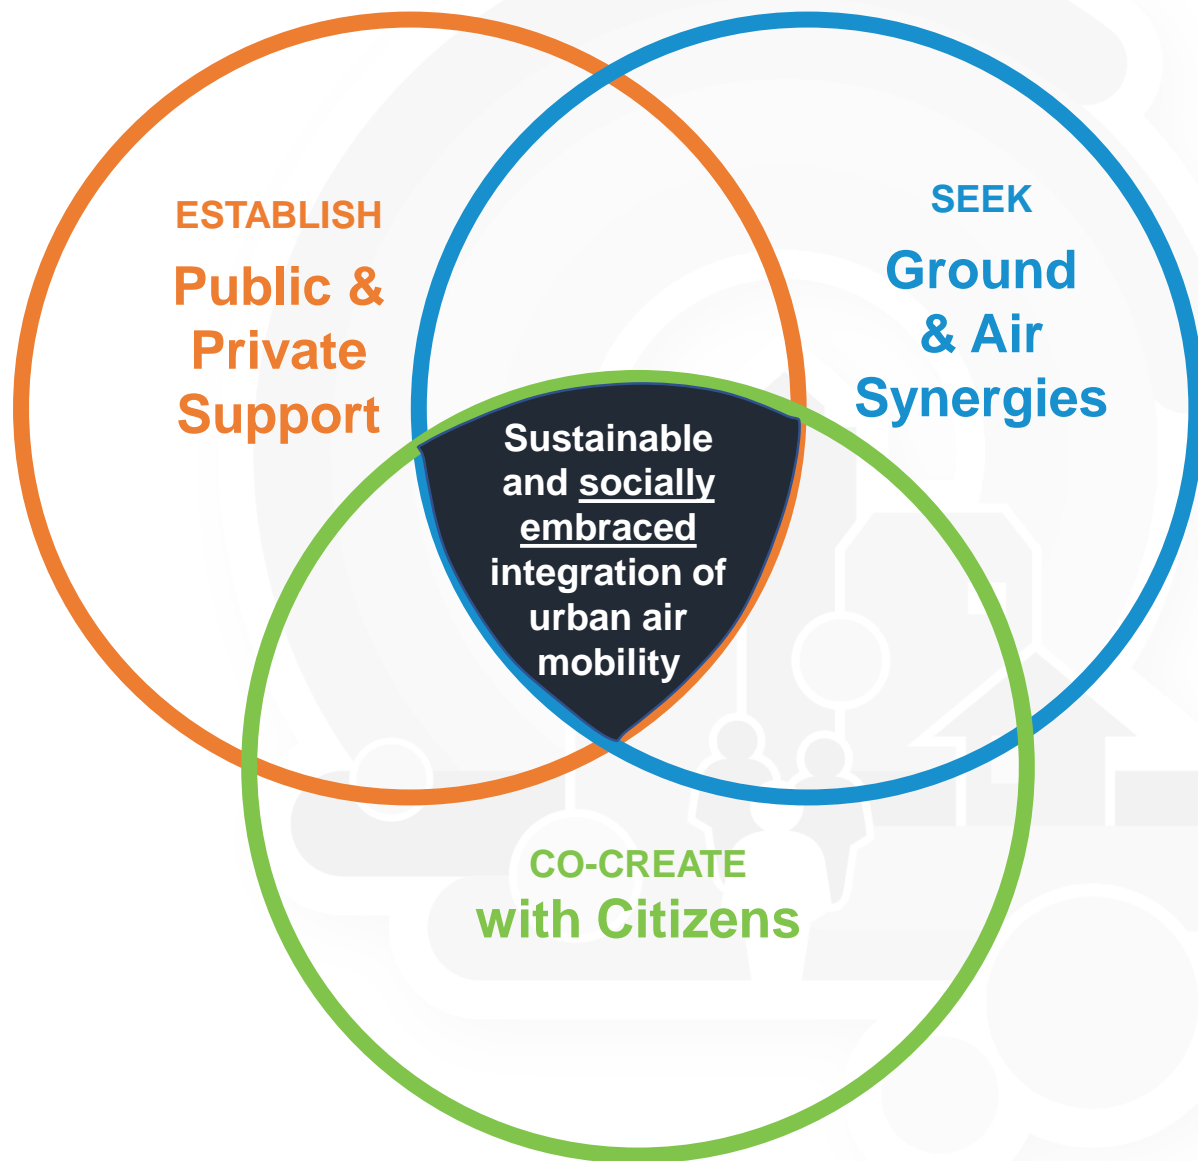 ESTABLISH
Public &
Private
Support
SEEK
Ground
& Air
Synergies
Sustainable
and socially
embraced
integration of
urban air
mobility
CO-CREATE
with Citizens